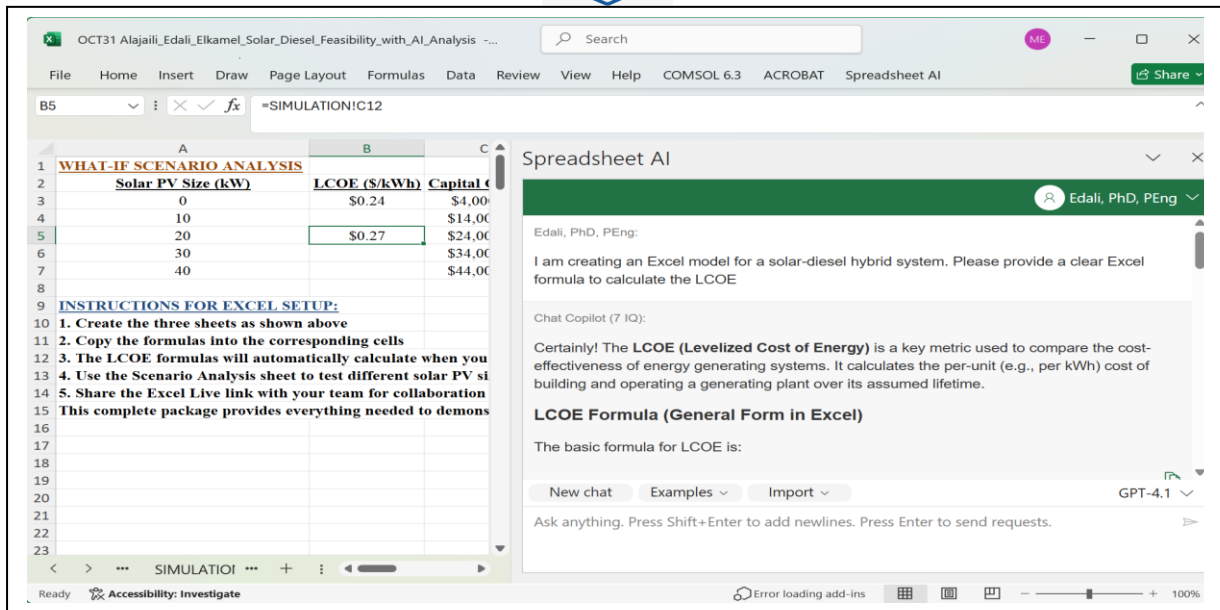 OCT31 Alajaili_Edali_Elkamel_Solar_Diesel_Feasibility_with_AI_Analysis -...
Search
ME
File Home Insert Draw Page Layout Formulas Data Review View Help COMSOL 6.3 ACROBAT Spreadsheet AI
Share
B5
fx =SIMULATION!C12
A B C
1 WHAT-IF SCENARIO ANALYSIS
2 Solar PV Size (kW) LCOE ($/kWh) Capital
3 0 $0.24 $4,00
4 10 $14,00
5 20 $0.27 $24,00
6 30 $34,00
7 40 $44,00
8
9 INSTRUCTIONS FOR EXCEL SETUP:
10 1. Create the three sheets as shown above
11 2. Copy the formulas into the corresponding cells
12 3. The LCOE formulas will automatically calculate when you
13 4. Use the Scenario Analysis sheet to test different solar PV si
14 5. Share the Excel Live link with your team for collaboration
15 This complete package provides everything needed to demons
16
17
18
19
20
21
22
23
SIMULATION ... +
Spreadsheet AI
Edali, PhD, PEng
Edali, PhD, PEng:
I am creating an Excel model for a solar-diesel hybrid system. Please provide a clear Excel
formula to calculate the LCOE
Chat Copilot (7 IQ):
Certainly! The LCOE (Levelized Cost of Energy) is a key metric used to compare the cost-
effectiveness of energy generating systems. It calculates the per-unit (e.g., per kWh) cost of
building and operating a generating plant over its assumed lifetime.
LCOE Formula (General Form in Excel)
The basic formula for LCOE is:
New chat Examples Import GPT-4.1
Ask anything. Press Shift+Enter to add newlines. Press Enter to send requests.
Ready Accessibility: Investigate Error loading add-ins 100%